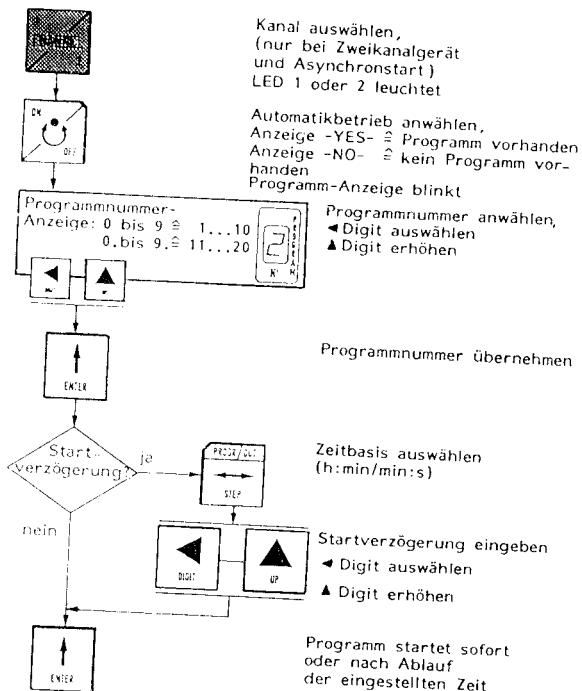 CHANNEL
Kanal auswählen,
(nur bei Zweikanalgerät
und Asynchronstart)
LED 1 oder 2 leuchtet
ON
OFF
Automatikbetrieb anwählen,
Anzeige -YES- ≙ Programm vorhanden
Anzeige -NO- ≙ kein Programm vor-
handen
Programm-Anzeige blinkt
Programmnummer-
Anzeige: 0 bis 9 ≙ 1...10
0.bis 9.≙ 11...20
2
Programmnummer anwählen,
◄ Digit auswählen
▲ Digit erhöhen
ENTER
Programmnummer übernehmen
Start-
verzögerung?
ja
nein
STEP
Zeitbasis auswählen
(h:min/min:s)
DIGIT
UP
Startverzögerung eingeben
◄ Digit auswählen
▲ Digit erhöhen
ENTER
Programm startet sofort
oder nach Ablauf
der eingestellten Zeit